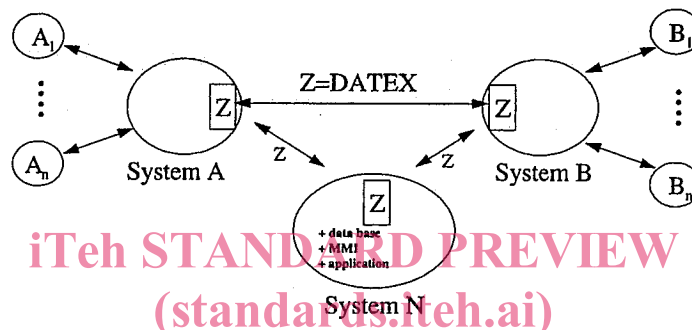 A1
B1
Z=DATEX
Z
Z
An
z
z
Bn
System A
System B
Z
+ data base
+ MMI
+ application
iTeh STANDARD PREVIEW
System N
(standards.iteh.ai)